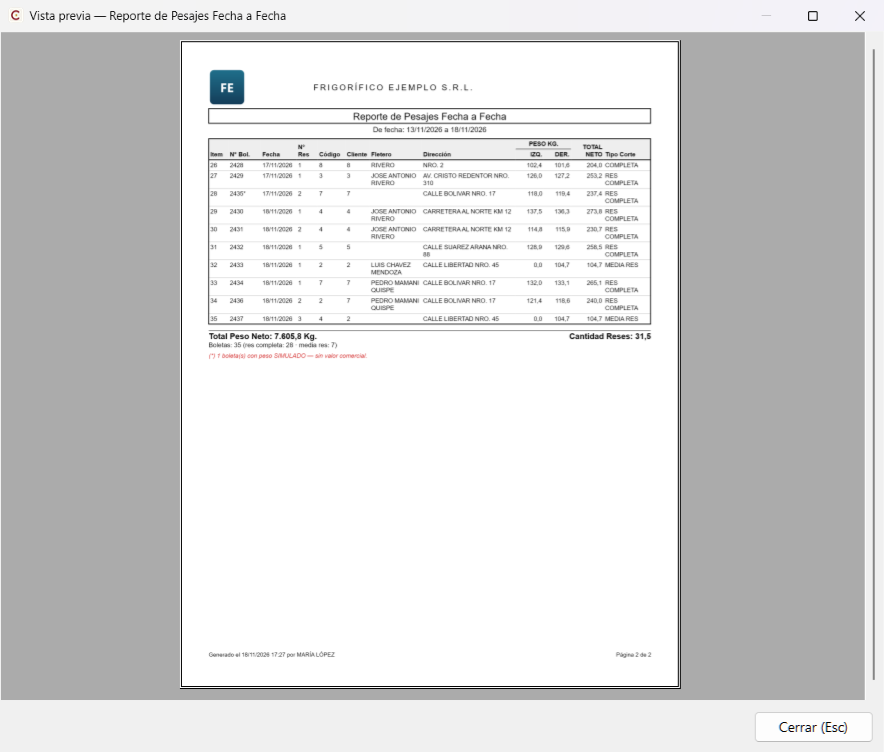 Vista previa — Reporte de Pesajes Fecha a Fecha
FE
FRIGORÍFICO EJEMPLO S.R.L.
Reporte de Pesajes Fecha a Fecha
De fecha: 13/11/2026 a 18/11/2026
Item N° Bol. Fecha N° Res Código Cliente Fletero Dirección PESO KG. IZQ. DER. TOTAL NETO Tipo Corte
26 2428 17/11/2026 1 8 8 RIVERO NRO. 2 102,4 101,6 204,0 COMPLETA
27 2429 17/11/2026 1 3 3 JOSE ANTONIO AV. CRISTO REDENTOR NRO. 126,0 127,2 253,2 RES
RIVERO 310 COMPLETA
28 2435* 17/11/2026 2 7 7 CALLE BOLIVAR NRO. 17 118,0 119,4 237,4 RES
COMPLETA
29 2430 18/11/2026 1 4 4 JOSE ANTONIO CARRETERA AL NORTE KM 12 137,5 136,3 273,8 RES
RIVERO COMPLETA
30 2431 18/11/2026 2 4 4 JOSE ANTONIO CARRETERA AL NORTE KM 12 114,8 115,9 230,7 RES
RIVERO COMPLETA
31 2432 18/11/2026 1 5 5 CALLE SUAREZ ARANA NRO. 128,9 129,6 258,5 RES
88 COMPLETA
32 2433 18/11/2026 1 2 2 LUIS CHAVEZ CALLE LIBERTAD NRO. 45 0,0 104,7 104,7 MEDIA RES
MENDOZA
33 2434 18/11/2026 1 7 7 PEDRO MAMANI CALLE BOLIVAR NRO. 17 132,0 133,1 265,1 RES
QUISPE COMPLETA
34 2436 18/11/2026 2 2 7 PEDRO MAMANI CALLE BOLIVAR NRO. 17 121,4 118,6 240,0 RES
QUISPE COMPLETA
35 2437 18/11/2026 3 4 2 CALLE LIBERTAD NRO. 45 0,0 104,7 104,7 MEDIA RES
Total Peso Neto: 7.605,8 Kg. Cantidad Reses: 31,5
Boletas: 35 (res completa: 28 · media res: 7)
(*) 1 boleta(s) con peso SIMULADO — sin valor comercial.
Generado el 18/11/2026 17:27 por MARÍA LÓPEZ Página 2 de 2
Cerrar (Esc)